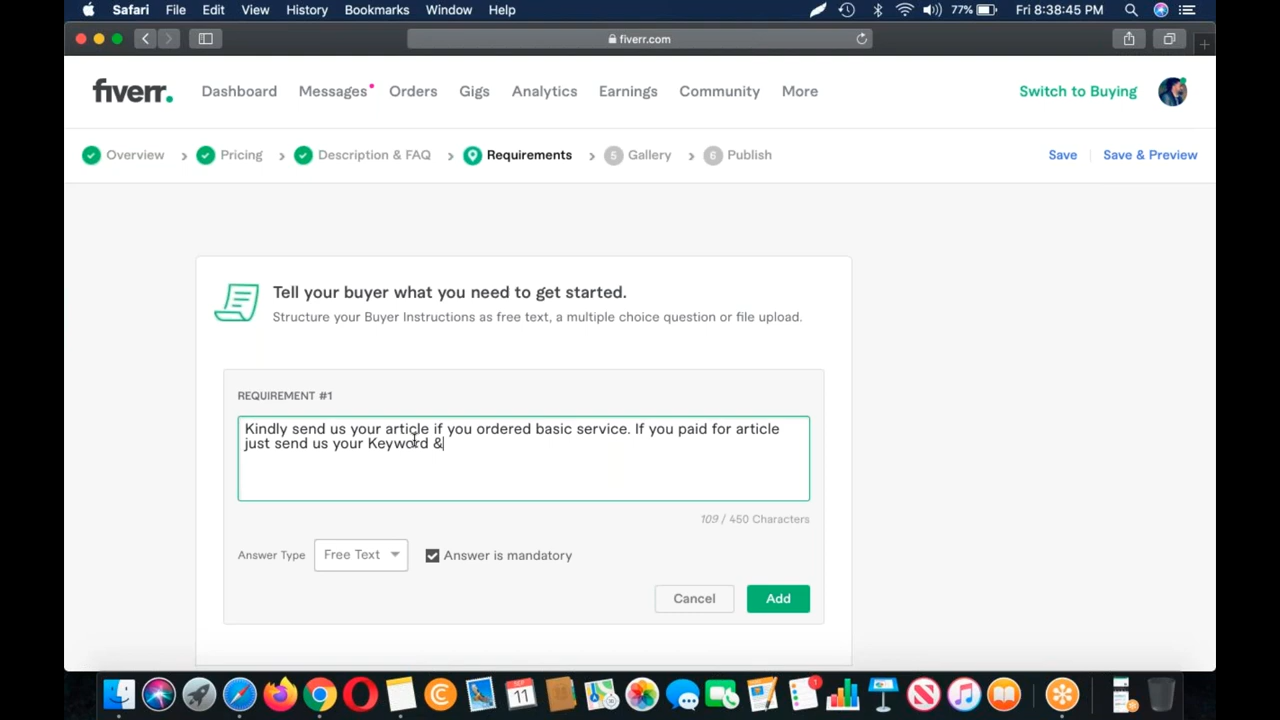 Safari File Edit View History Bookmarks Window Help 77% Fri 8:38:45 PM
fiverr.com
fiverr. Dashboard Messages Orders Gigs Analytics Earnings Community More Switch to Buying
Overview Pricing Description & FAQ Requirements 5 Gallery 6 Publish Save Save & Preview
Tell your buyer what you need to get started.
Structure your Buyer Instructions as free text, a multiple choice question or file upload.
REQUIREMENT #1
Kindly send us your article if you ordered basic service. If you paid for article
just send us your Keyword &
109 / 450 Characters
Answer Type Free Text Answer is mandatory
Cancel Add
11
1